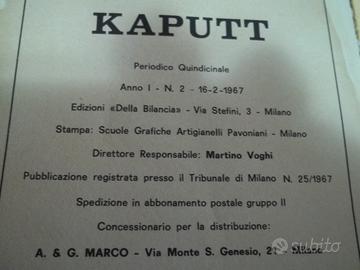 KAPUTT
Periodico Quindicinale
Anno I - N. 2 - 16-2-1967
Edizioni «Della Bilancia» - Via Stefini, 3 - Milano
Stampa: Scuole Grafiche Artigianelli Pavoniani - Milano
Direttore Responsabile: Martino Voghi
Pubblicazione registrata presso il Tribunale di Milano N. 25/1967
Spedizione in abbonamento postale gruppo II
Concessionario per la distribuzione:
A. & G. MARCO - Via Monte S. Genesio, 21 - Milano
subito